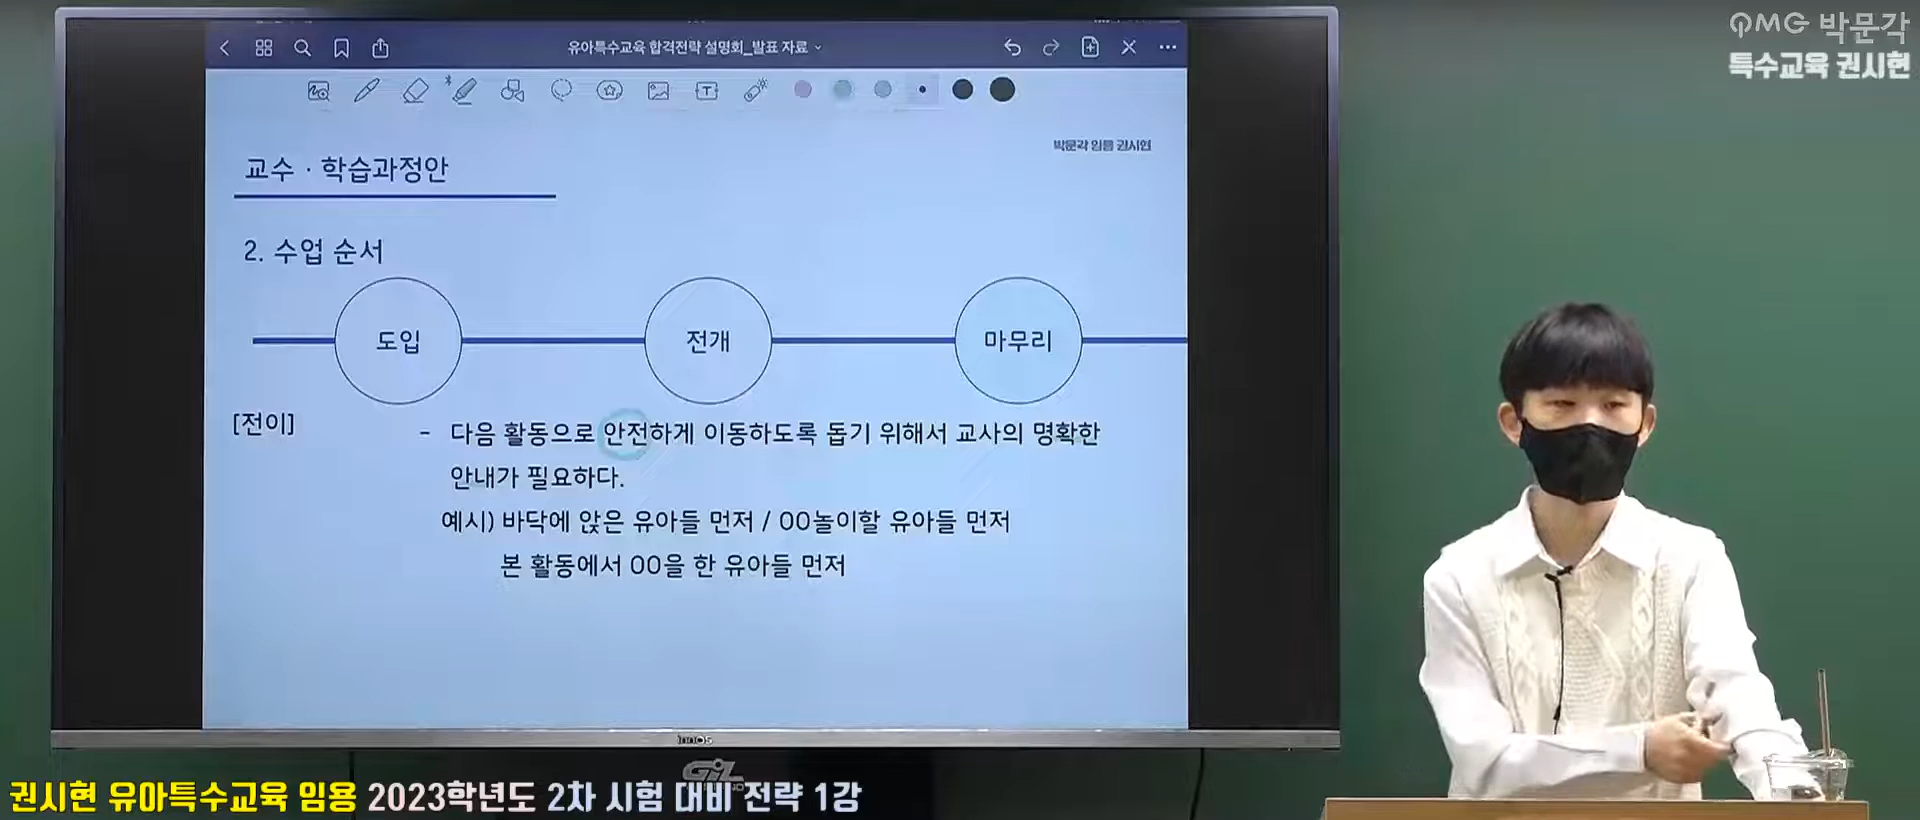 PMG 박문각
특수교육 권시현
유아특수교육 합격전략 설명회_발표 자료
박문각 임용 권시현
교수 · 학습과정안
2. 수업 순서
도입
전개
마무리
[전이]
- 다음 활동으로 안전하게 이동하도록 돕기 위해서 교사의 명확한
안내가 필요하다.
예시) 바닥에 앉은 유아들 먼저 / OO놀이할 유아들 먼저
본 활동에서 OO을 한 유아들 먼저
innos
권시현 유아특수교육 임용 2023학년도 2차 시험 대비 전략 1강